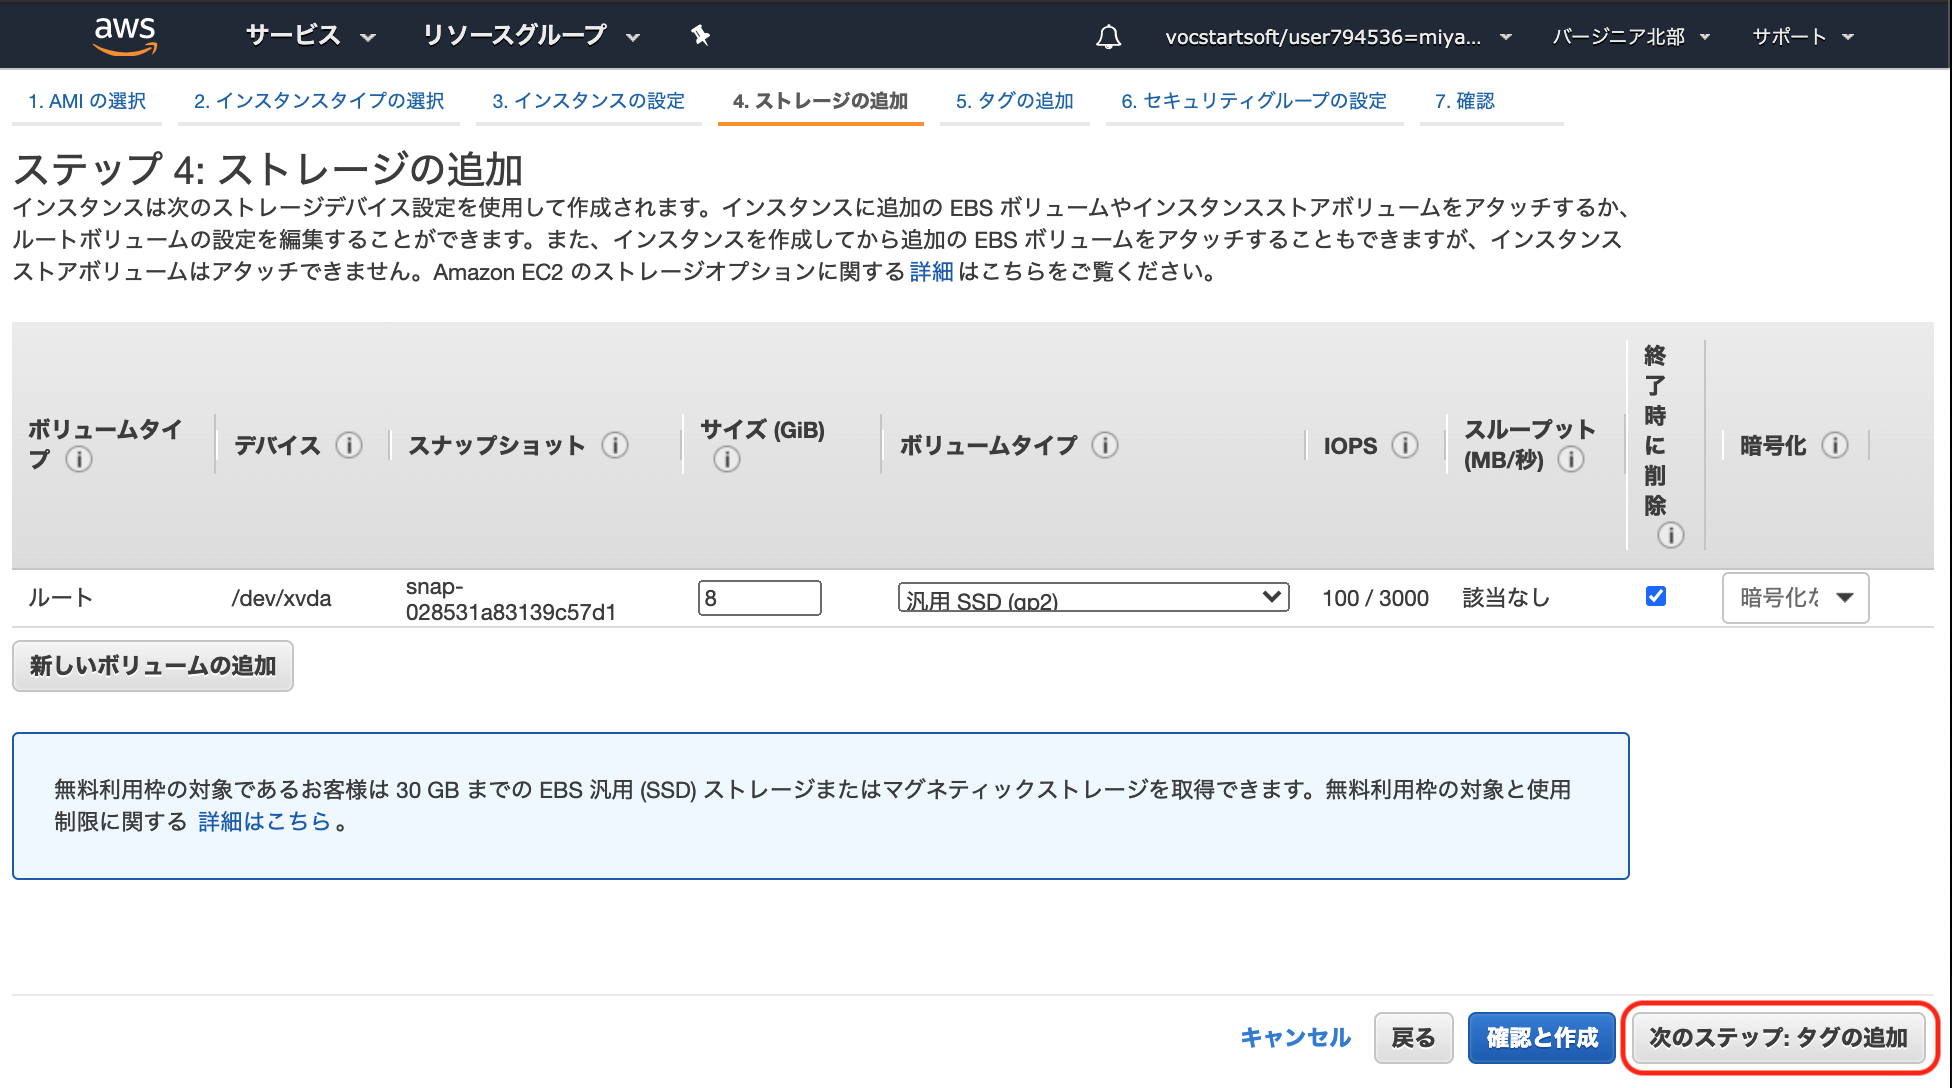 aws サービス リソースグループ vocstartsoft/user794536=miya... バージニア北部 サポート
1. AMI の選択 2. インスタンスタイプの選択 3. インスタンスの設定 4. ストレージの追加 5. タグの追加 6. セキュリティグループの設定 7. 確認
ステップ 4: ストレージの追加
インスタンスは次のストレージデバイス設定を使用して作成されます。インスタンスに追加の EBS ボリュームやインスタンスストアボリュームをアタッチするか、
ルートボリュームの設定を編集することができます。また、インスタンスを作成してから追加の EBS ボリュームをアタッチすることもできますが、インスタンス
ストアボリュームはアタッチできません。Amazon EC2 のストレージオプションに関する 詳細 はこちらをご覧ください。
ボリュームタイ
プ
デバイス
スナップショット
サイズ (GiB)
ボリュームタイプ
IOPS
スループット
(MB/秒)
終
了
時
に
削
除
暗号化
ルート
/dev/xvda
snap-
028531a83139c57d1
8
汎用 SSD (gp2)
100 / 3000
該当なし
暗号化な
新しいボリュームの追加
無料利用枠の対象であるお客様は 30 GB までの EBS 汎用 (SSD) ストレージまたはマグネティックストレージを取得できます。無料利用枠の対象と使用
制限に関する 詳細はこちら 。
キャンセル 戻る 確認と作成 次のステップ: タグの追加